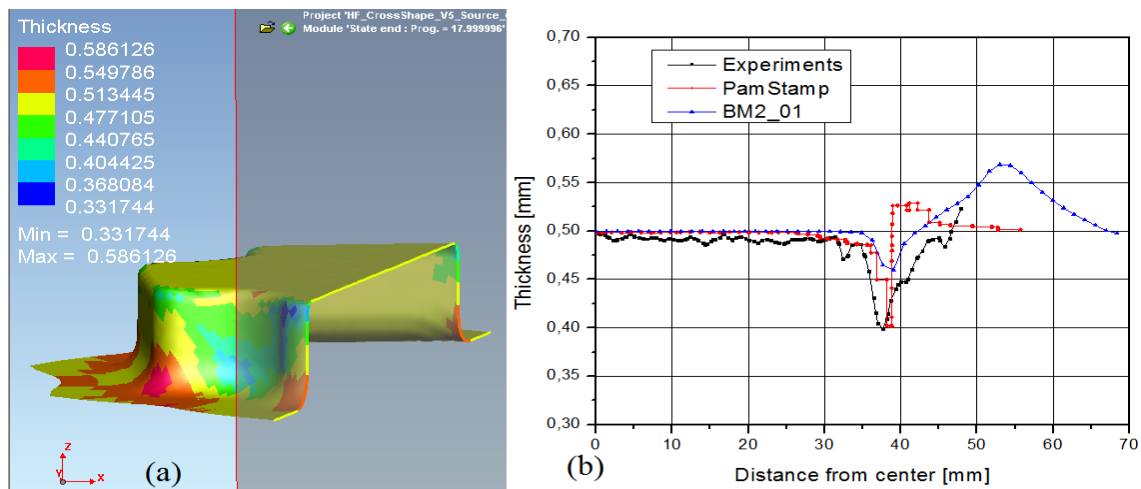 Thickness
0.586126
0.549786
0.513445
0.477105
0.440765
0.404425
0.368084
0.331744
Min = 0.331744
Max = 0.586126
Project 'HF_CrossShape_V5_Source_
Module 'State end : Prog. = 17.999996'
Z
Y
X
(a)
Experiments
PamStamp
BM2_01
Thickness [mm]
0,70
0,65
0,60
0,55
0,50
0,45
0,40
0,35
0,30
0 10 20 30 40 50 60 70
Distance from center [mm]
(b)